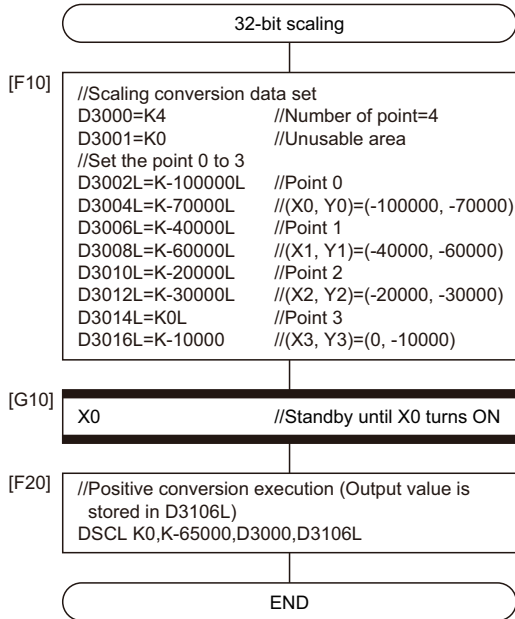 32-bit scaling
[F10]
//Scaling conversion data set
D3000=K4 //Number of point=4
D3001=K0 //Unusable area
//Set the point 0 to 3
D3002L=K-100000L //Point 0
D3004L=K-70000L //(X0, Y0)=(-100000, -70000)
D3006L=K-40000L //Point 1
D3008L=K-60000L //(X1, Y1)=(-40000, -60000)
D3010L=K-20000L //Point 2
D3012L=K-30000L //(X2, Y2)=(-20000, -30000)
D3014L=K0L //Point 3
D3016L=K-10000 //(X3, Y3)=(0, -10000)
[G10]
X0 //Standby until X0 turns ON
[F20]
//Positive conversion execution (Output value is
stored in D3106L)
DSCL K0,K-65000,D3000,D3106L
END